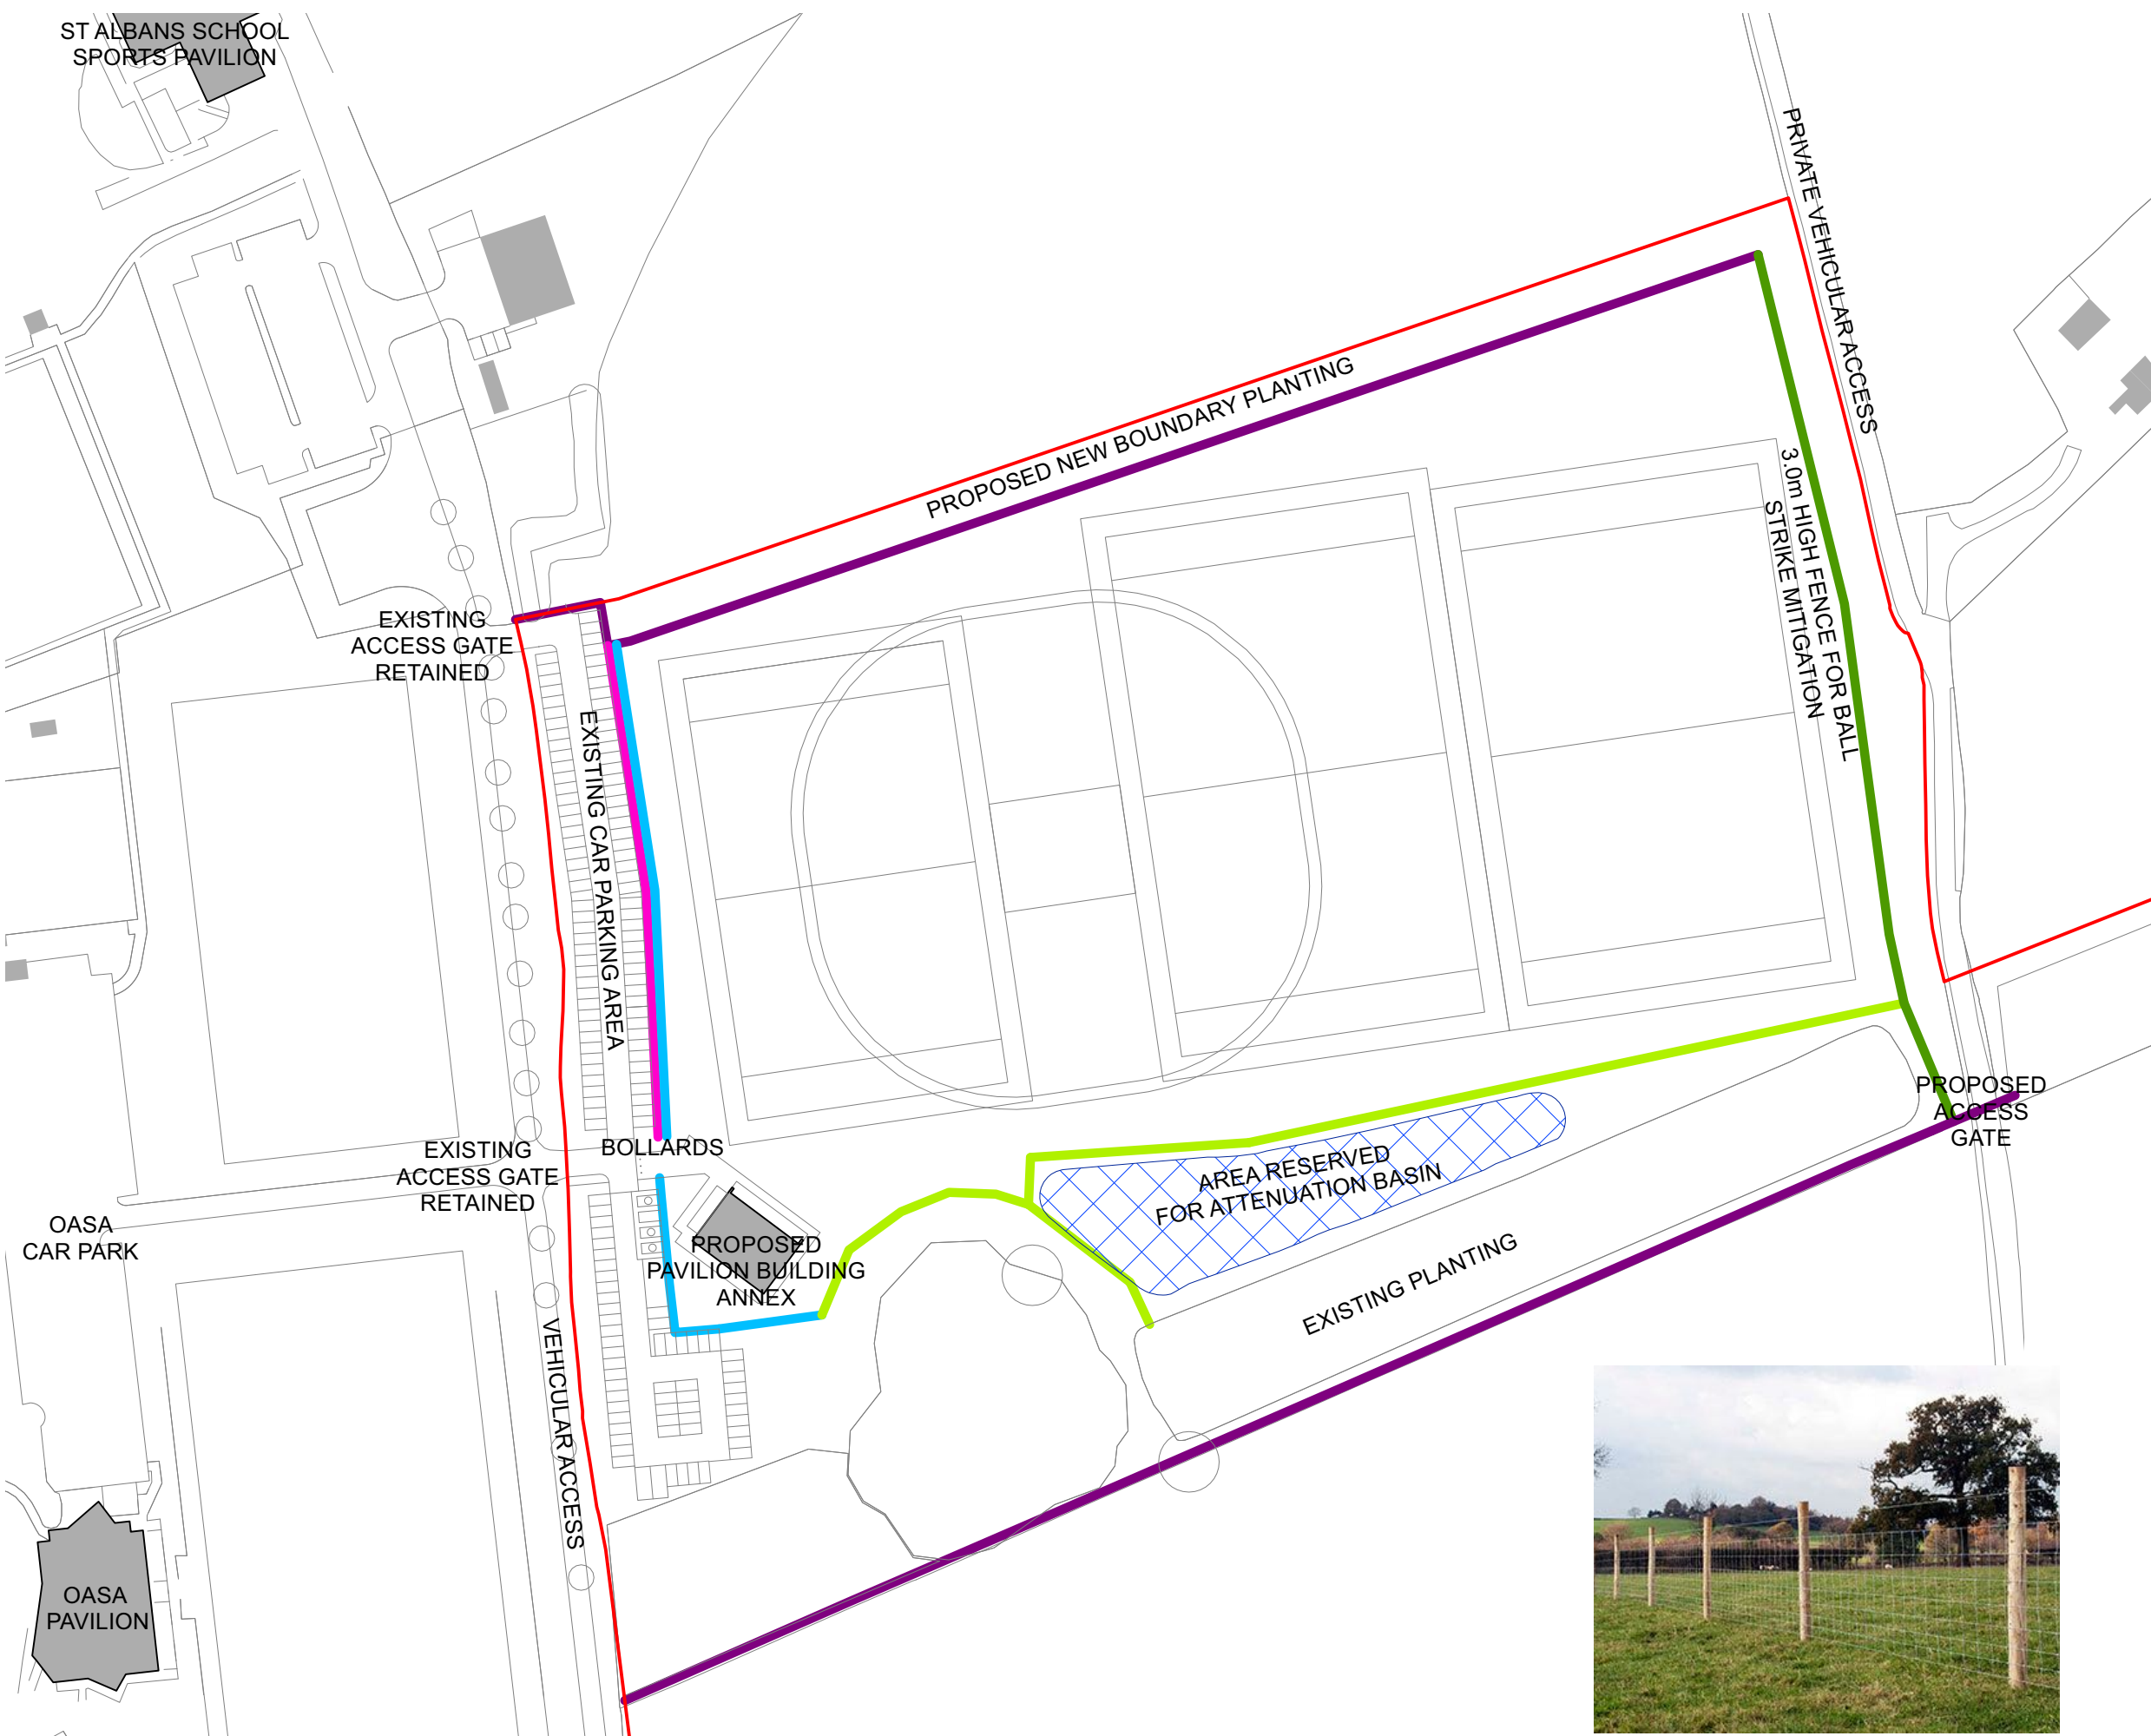 ST ALBANS SCHOOL
SPORTS PAVILION
PRIVATE VEHICULAR ACCESS
PROPOSED NEW BOUNDARY PLANTING
3.0m HIGH FENCE FOR BALL
STRIKE MITIGATION
EXISTING
ACCESS GATE
RETAINED
EXISTING CAR PARKING AREA
BOLLARDS
EXISTING
ACCESS GATE
RETAINED
PROPOSED
ACCESS
GATE
AREA RESERVED
FOR ATTENUATION BASIN
OASA
CAR PARK
PROPOSED
PAVILION BUILDING
ANNEX
EXISTING PLANTING
VEHICULAR ACCESS
OASA
PAVILION